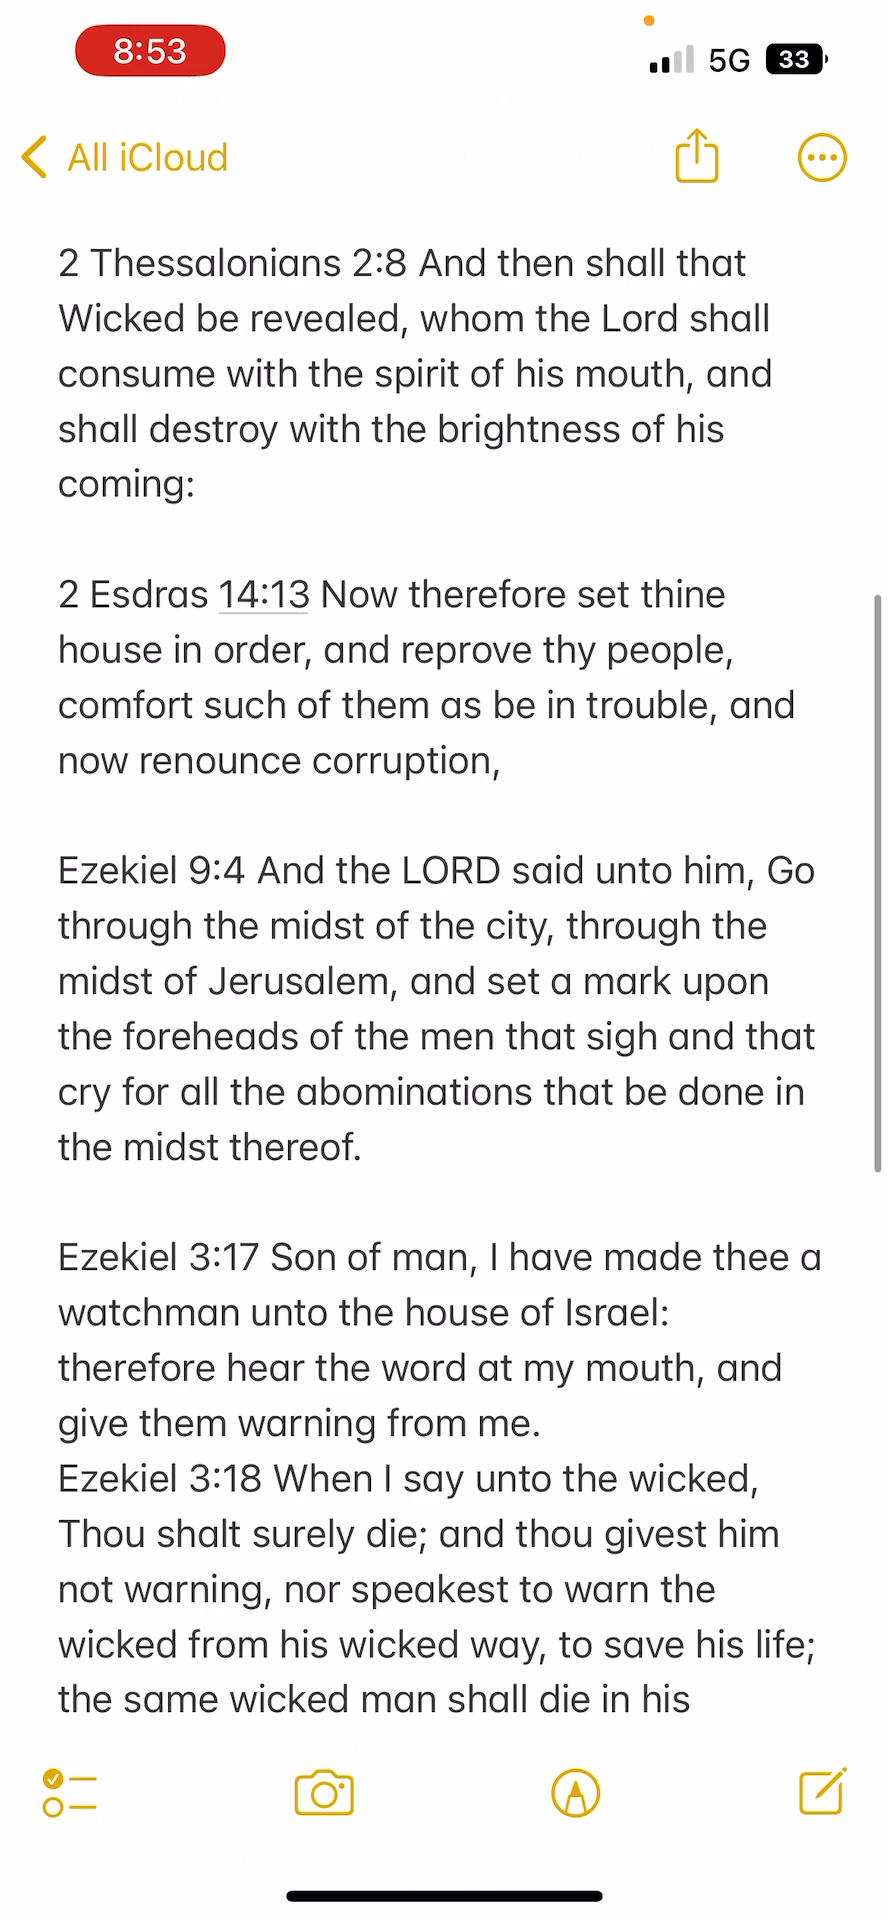 8:53
5G 33
All iCloud
2 Thessalonians 2:8 And then shall that
Wicked be revealed, whom the Lord shall
consume with the spirit of his mouth, and
shall destroy with the brightness of his
coming:
2 Esdras 14:13 Now therefore set thine
house in order, and reprove thy people,
comfort such of them as be in trouble, and
now renounce corruption,
Ezekiel 9:4 And the LORD said unto him, Go
through the midst of the city, through the
midst of Jerusalem, and set a mark upon
the foreheads of the men that sigh and that
cry for all the abominations that be done in
the midst thereof.
Ezekiel 3:17 Son of man, I have made thee a
watchman unto the house of Israel:
therefore hear the word at my mouth, and
give them warning from me.
Ezekiel 3:18 When I say unto the wicked,
Thou shalt surely die; and thou givest him
not warning, nor speakest to warn the
wicked from his wicked way, to save his life;
the same wicked man shall die in his